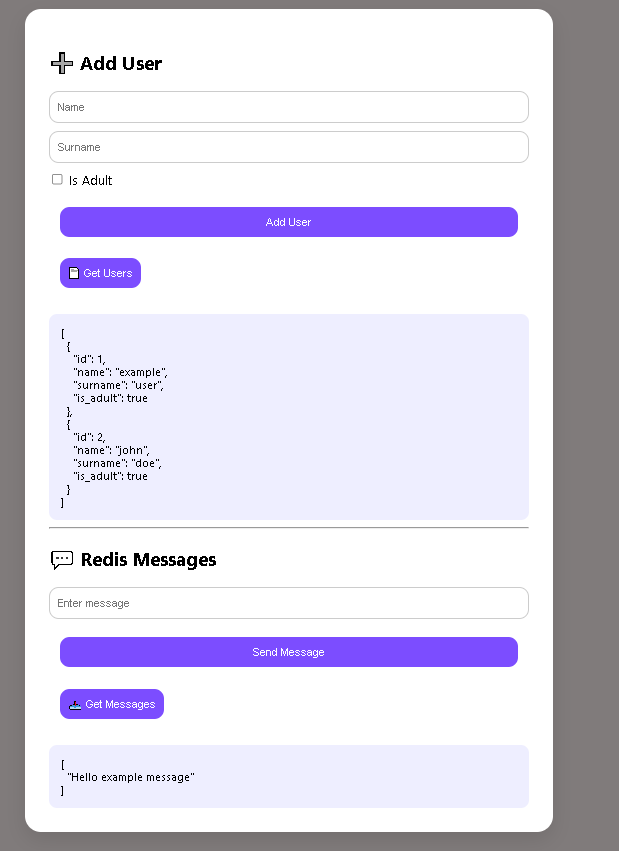 Add User
Name
Surname
Is Adult
Add User
Get Users
[
  {
    "id": 1,
    "name": "example",
    "surname": "user",
    "is_adult": true
  },
  {
    "id": 2,
    "name": "john",
    "surname": "doe",
    "is_adult": true
  }
]
Redis Messages
Enter message
Send Message
Get Messages
[
  "Hello example message"
]